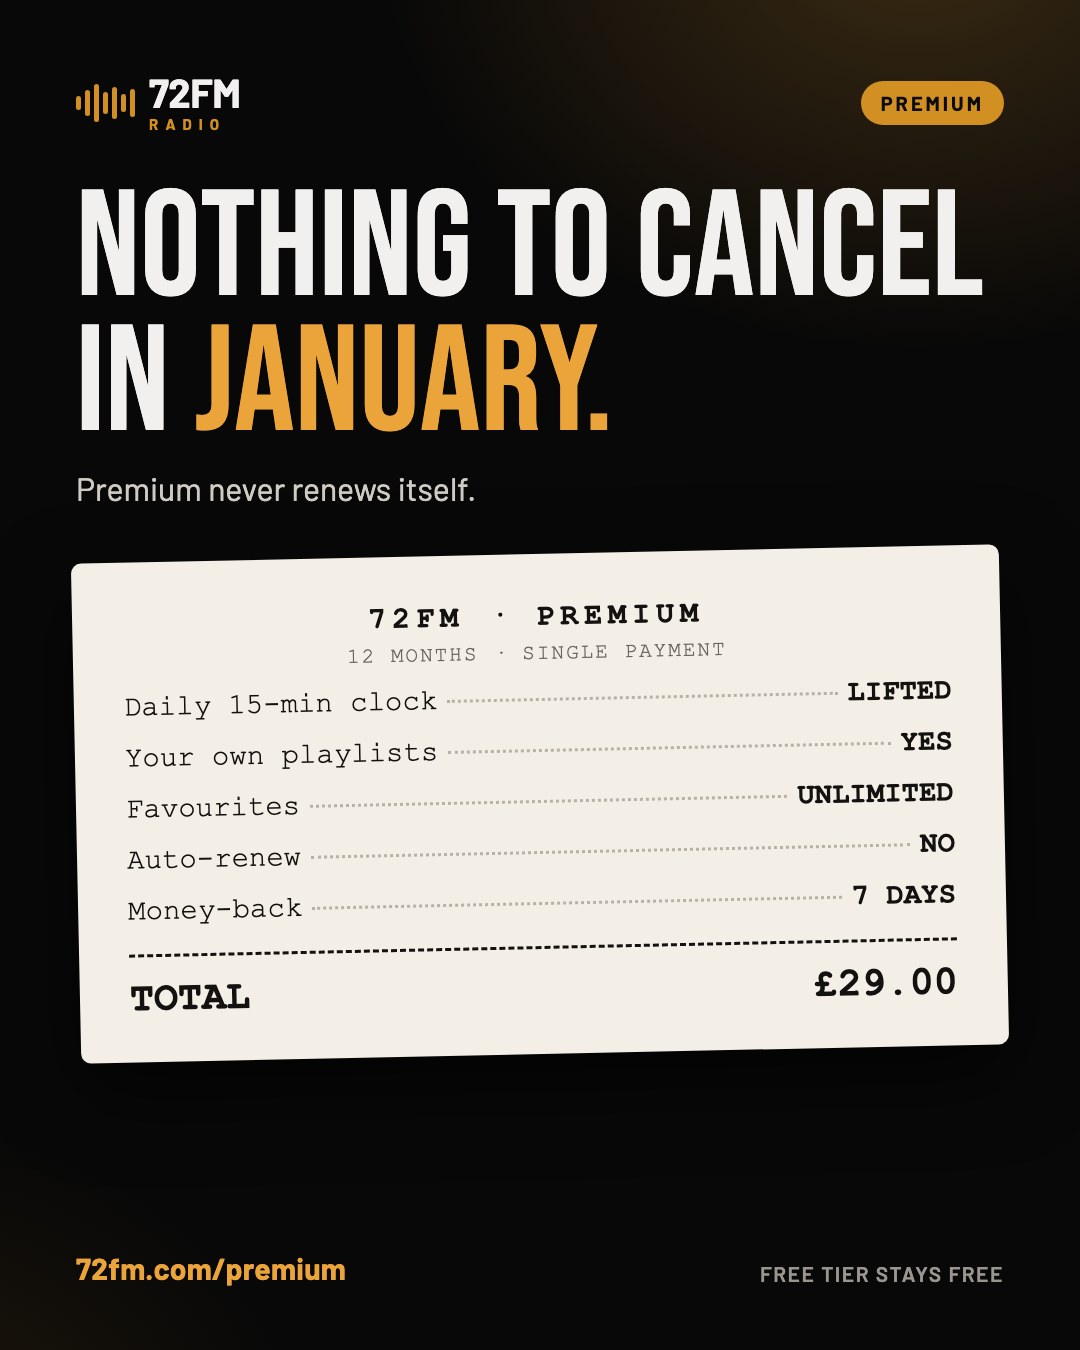 72FM
RADIO
PREMIUM
NOTHING TO CANCEL
IN JANUARY.
Premium never renews itself.
72FM · PREMIUM
12 MONTHS · SINGLE PAYMENT
Daily 15-min clock LIFTED
Your own playlists YES
Favourites UNLIMITED
Auto-renew NO
Money-back 7 DAYS
TOTAL £29.00
72fm.com/premium
FREE TIER STAYS FREE